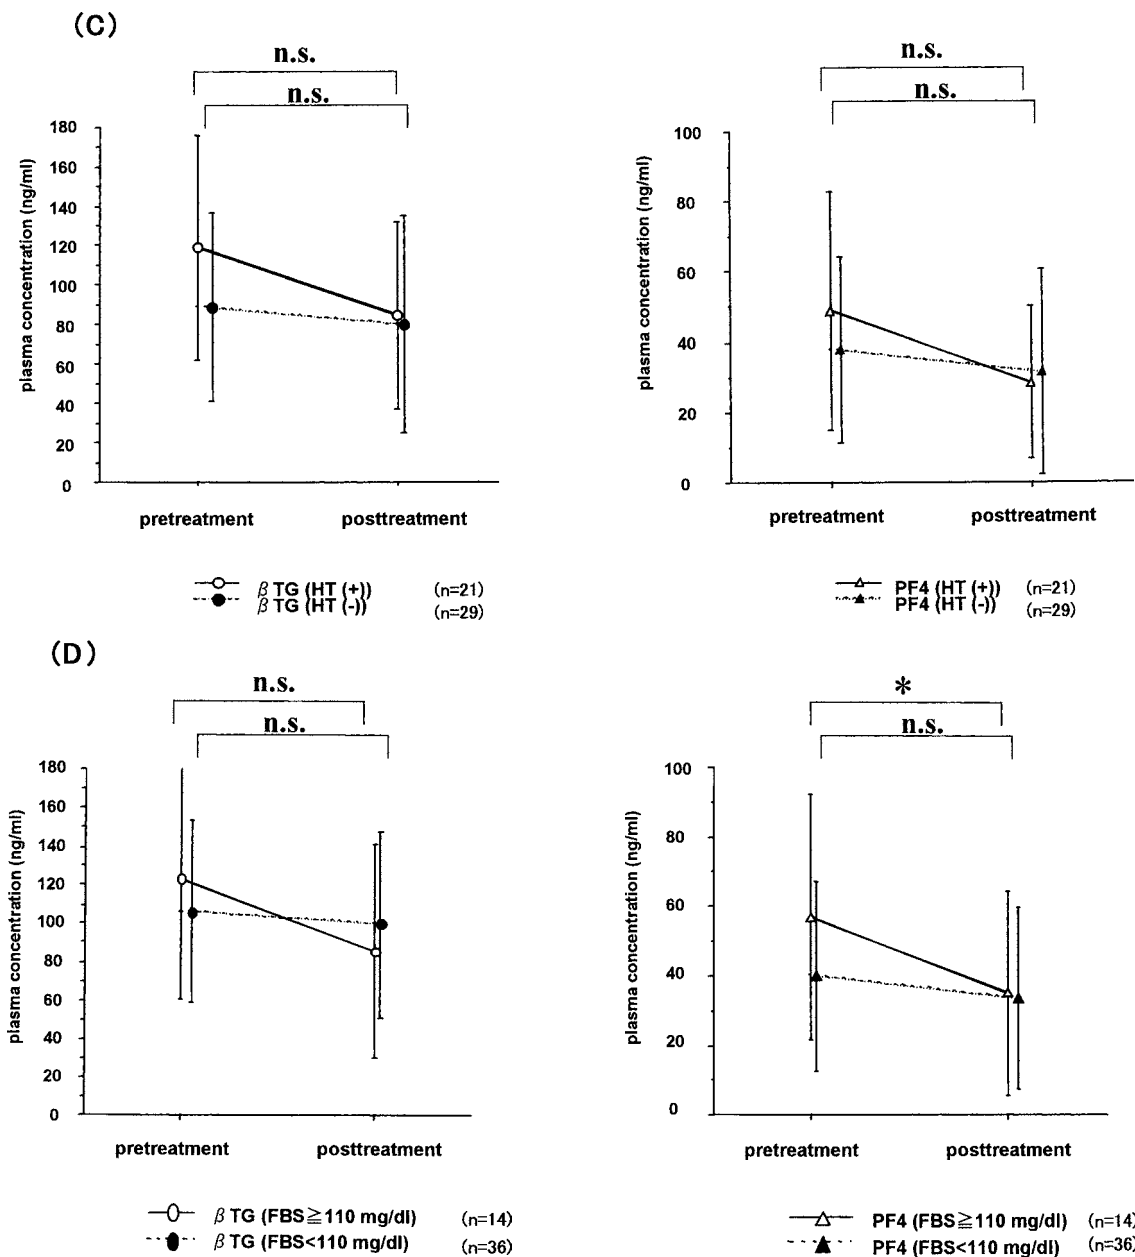 (C)
n.s.
n.s.
n.s.
n.s.
plasma concentration (ng/ml)
180
160
140
120
100
80
60
40
20
0
pretreatment posttreatment
plasma concentration (ng/ml)
100
80
60
40
20
0
pretreatment posttreatment
β TG (HT (+)) (n=21)
β TG (HT (-)) (n=29)
PF4 (HT (+)) (n=21)
PF4 (HT (-)) (n=29)
(D)
n.s.
n.s.
*
n.s.
plasma concentration (ng/ml)
180
160
140
120
100
80
60
40
20
0
pretreatment posttreatment
plasma concentration (ng/ml)
100
80
60
40
20
0
pretreatment posttreatment
β TG (FBS≧110 mg/dl) (n=14)
β TG (FBS<110 mg/dl) (n=36)
PF4 (FBS≧110 mg/dl) (n=14)
PF4 (FBS<110 mg/dl) (n=36)